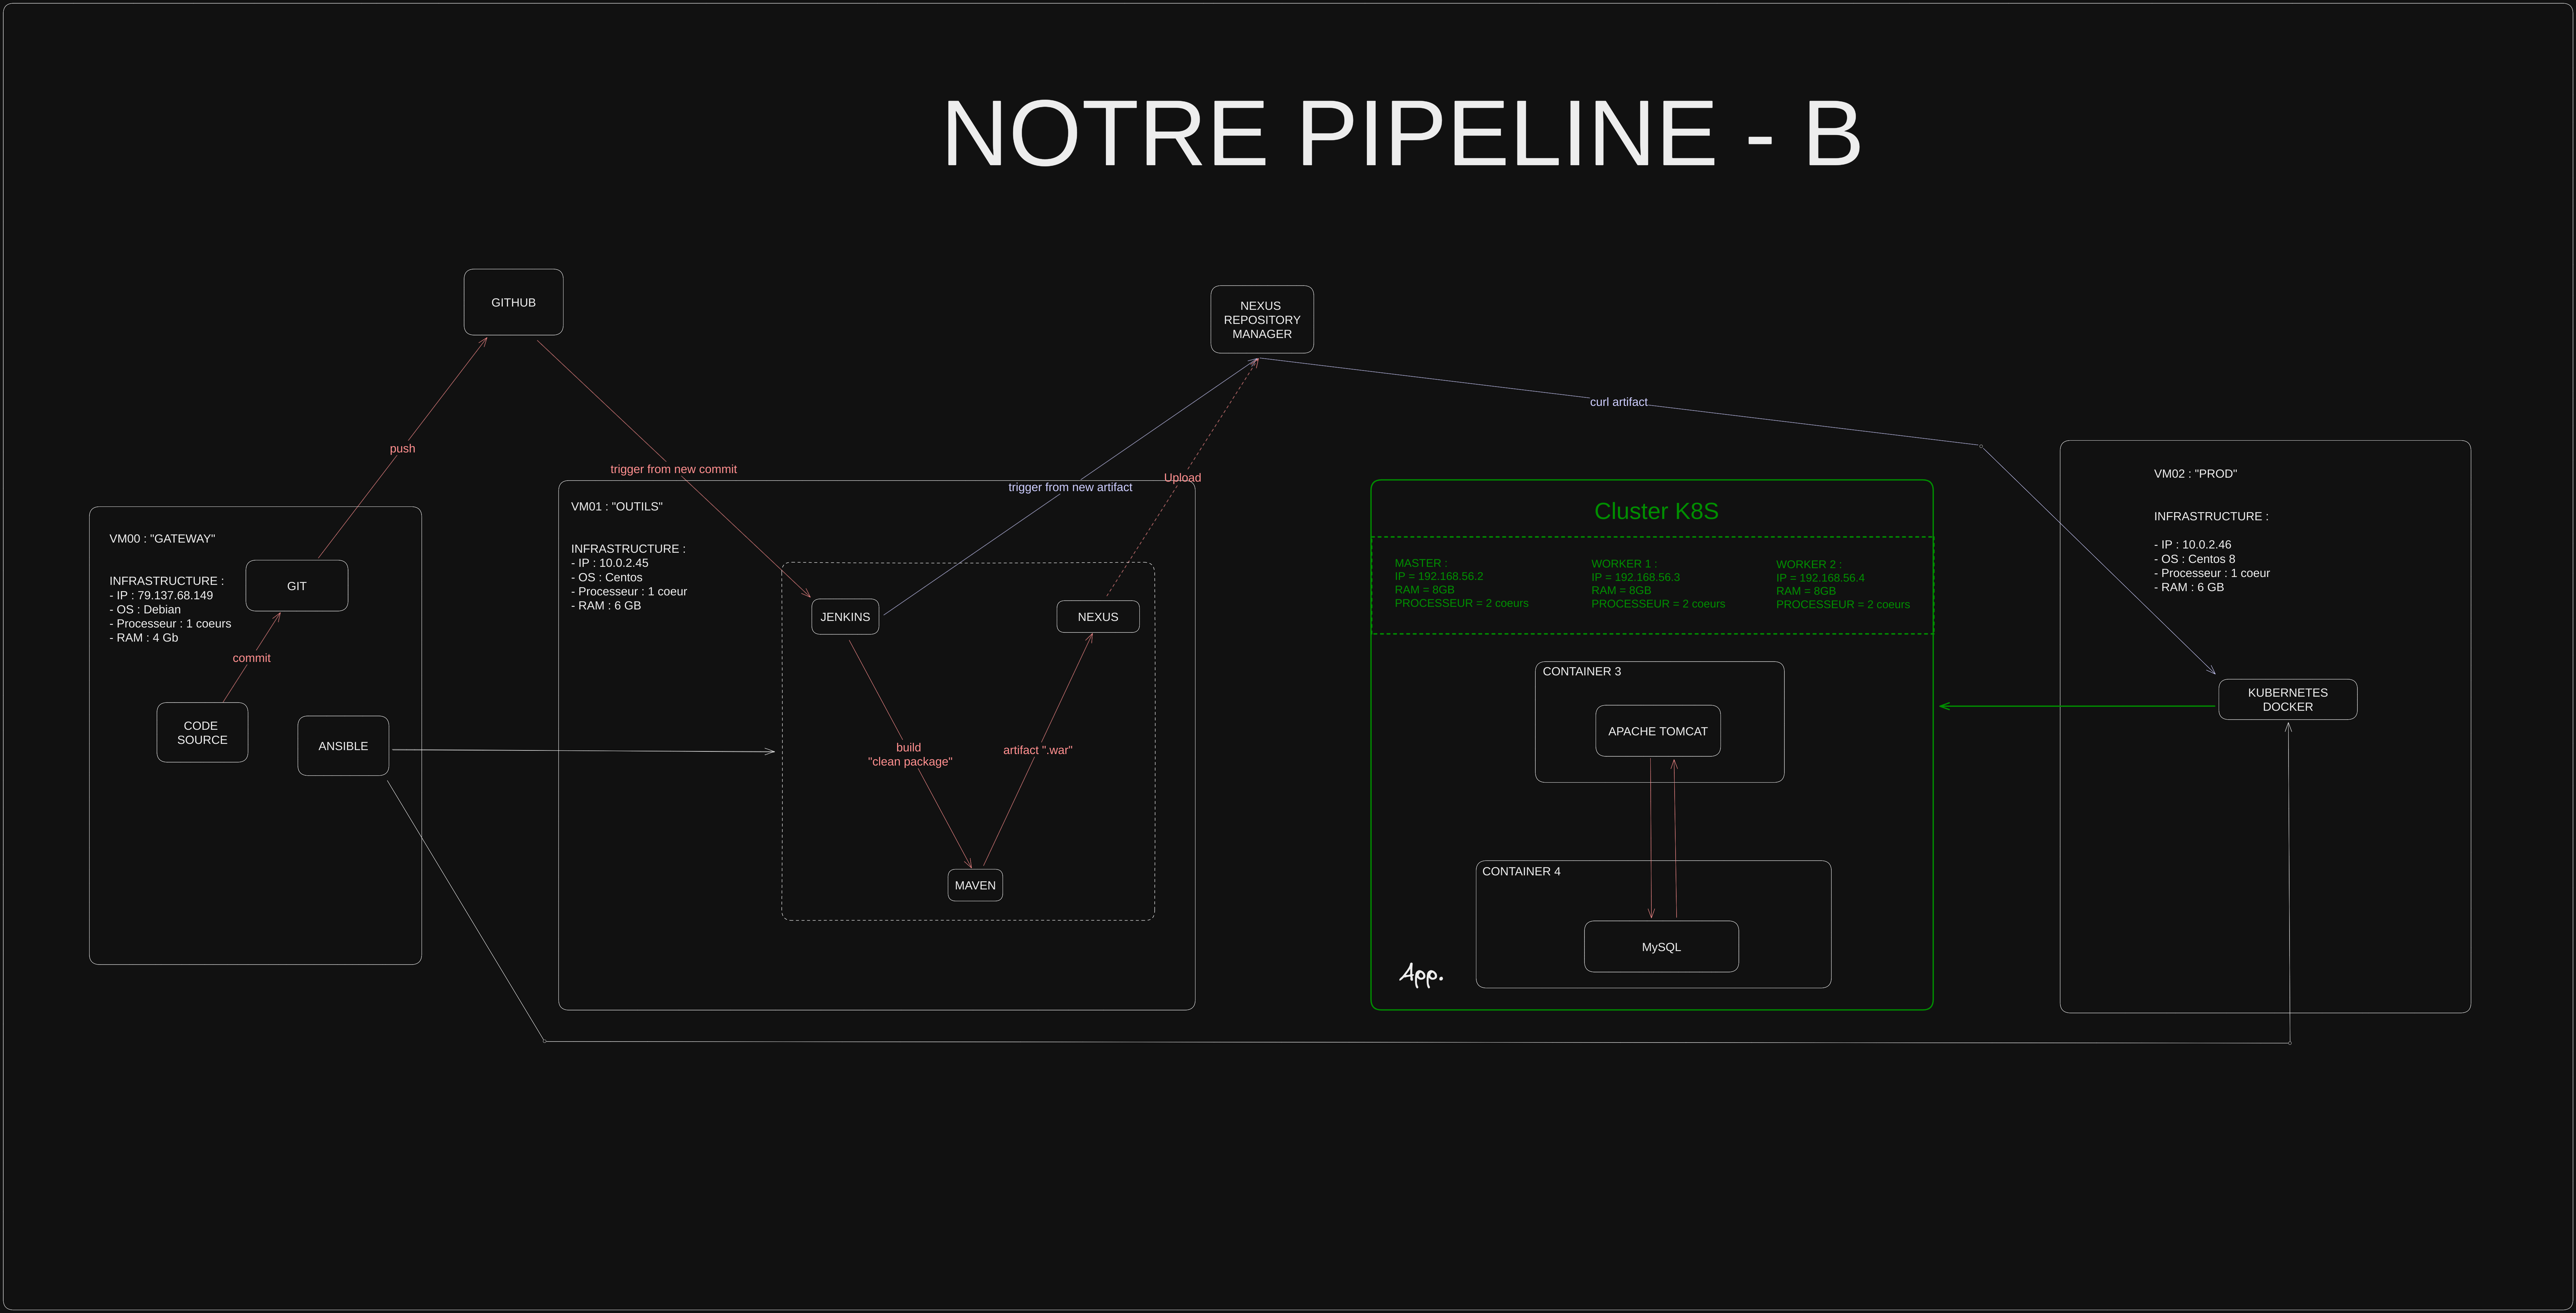 NOTRE PIPELINE - B
GITHUB
NEXUS
REPOSITORY
MANAGER
curl artifact
push
trigger from new commit
trigger from new artifact
Upload
VM00 : "GATEWAY"
INFRASTRUCTURE :
- IP : 79.137.68.149
- OS : Debian
- Processeur : 1 coeurs
- RAM : 4 Gb
GIT
commit
CODE
SOURCE
ANSIBLE
VM01 : "OUTILS"
INFRASTRUCTURE :
- IP : 10.0.2.45
- OS : Centos
- Processeur : 1 coeur
- RAM : 6 GB
JENKINS
NEXUS
build
"clean package"
artifact ".war"
MAVEN
Cluster K8S
MASTER :
IP = 192.168.56.2
RAM = 8GB
PROCESSEUR = 2 coeurs
WORKER 1 :
IP = 192.168.56.3
RAM = 8GB
PROCESSEUR = 2 coeurs
WORKER 2 :
IP = 192.168.56.4
RAM = 8GB
PROCESSEUR = 2 coeurs
CONTAINER 3
APACHE TOMCAT
CONTAINER 4
MySQL
App.
VM02 : "PROD"
INFRASTRUCTURE :
- IP : 10.0.2.46
- OS : Centos 8
- Processeur : 1 coeur
- RAM : 6 GB
KUBERNETES
DOCKER